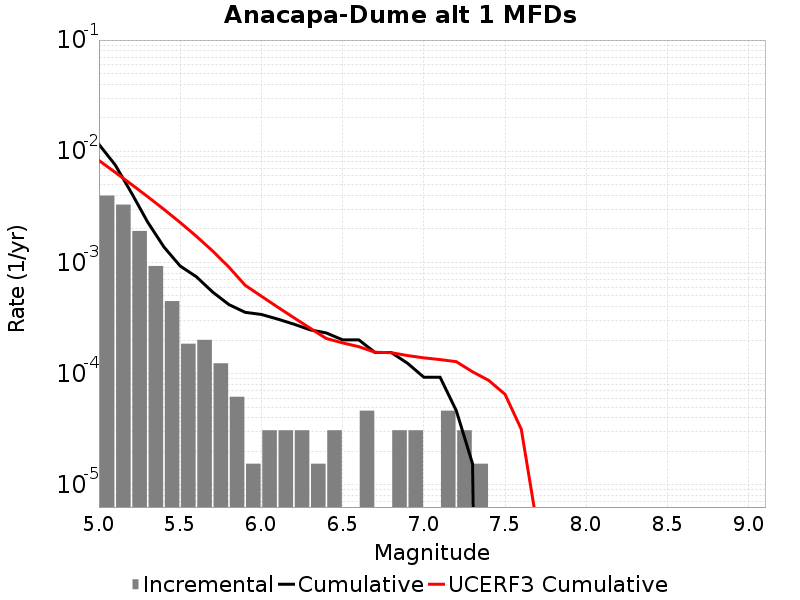 Anacapa-Dume alt 1 MFDs
10-1
10-2
10-3
10-4
10-5
Rate (1/yr)
5.0 5.5 6.0 6.5 7.0 7.5 8.0 8.5 9.0
Magnitude
Incremental Cumulative UCERF3 Cumulative